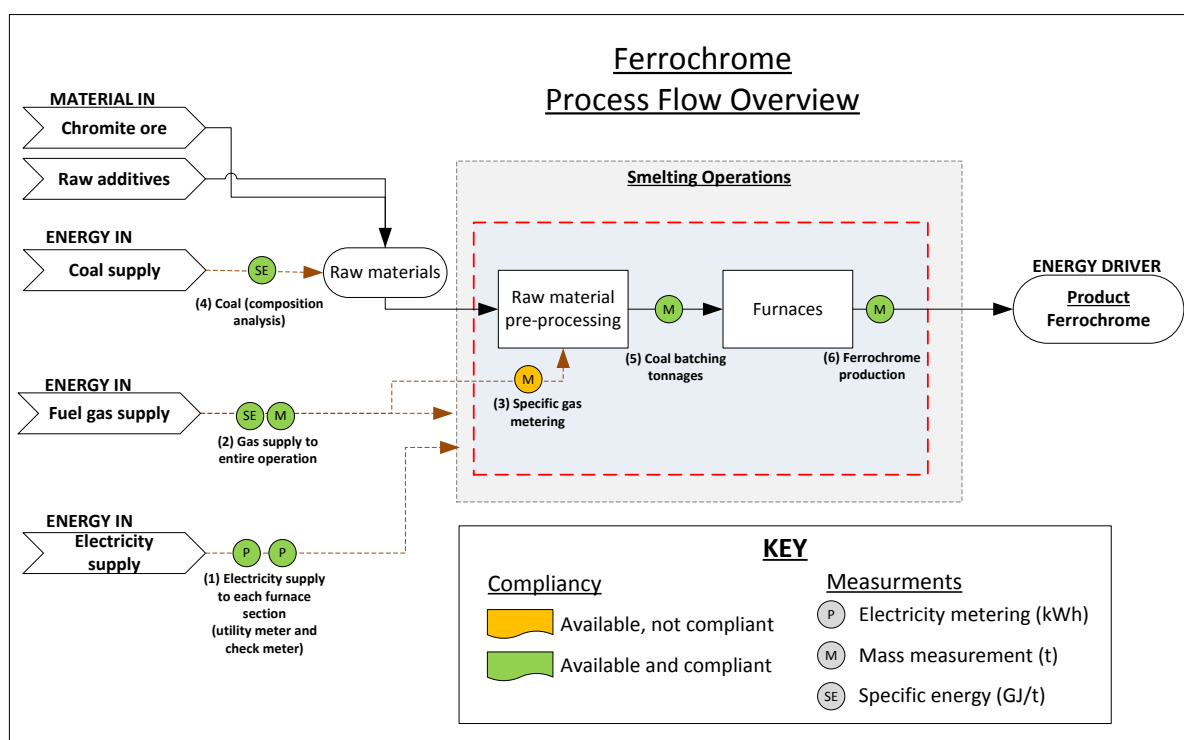 Ferrochrome
Process Flow Overview
MATERIAL IN
Chromite ore
Raw additives
ENERGY IN
Coal supply
SE
(4) Coal (composition
analysis)
Raw materials
Smelting Operations
Raw material
pre-processing
M
(5) Coal batching
tonnages
Furnaces
M
(6) Ferrochrome
production
ENERGY DRIVER
Product
Ferrochrome
ENERGY IN
Fuel gas supply
SE
M
(2) Gas supply to
entire operation
M
(3) Specific gas
metering
ENERGY IN
Electricity
supply
P
P
(1) Electricity supply
to each furnace
section
(utility meter and
check meter)
KEY
Compliancy
Available, not compliant
Available and compliant
Measurments
P Electricity metering (kWh)
M Mass measurement (t)
SE Specific energy (GJ/t)